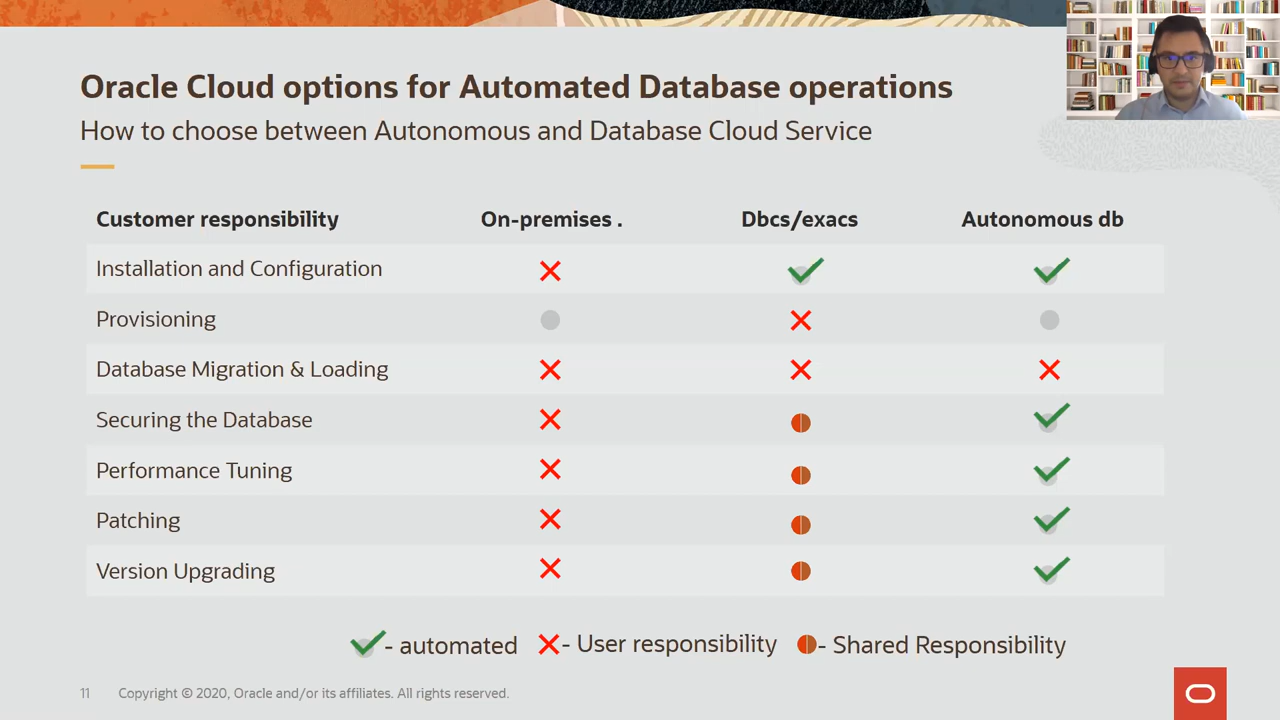 Oracle Cloud options for Automated Database operations
How to choose between Autonomous and Database Cloud Service
Customer responsibility On-premises . Dbcs/exacs Autonomous db
Installation and Configuration
Provisioning
Database Migration & Loading
Securing the Database
Performance Tuning
Patching
Version Upgrading
- automated - User responsibility - Shared Responsibility
11 Copyright © 2020, Oracle and/or its affiliates. All rights reserved.